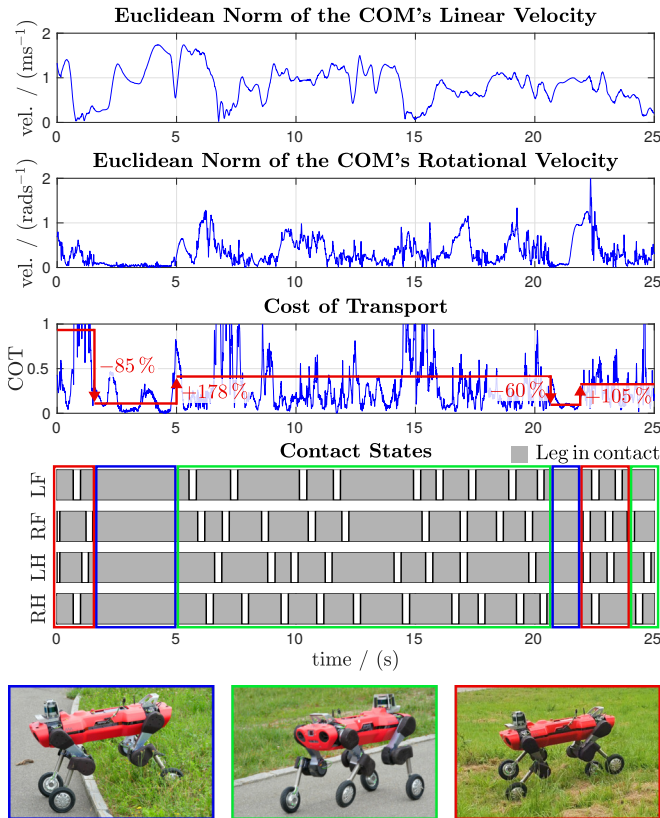 Euclidean Norm of the COM's Linear Velocity
vel. / (ms⁻¹)
2
1
0
0 5 10 15 20 25
Euclidean Norm of the COM's Rotational Velocity
vel. / (rads⁻¹)
2
1
0
0 5 10 15 20 25
Cost of Transport
COT
1
0.5
0
−85 %
+178 %
−60 %
+105 %
0 5 10 15 20 25
Contact States
Leg in contact
LF
RF
LH
RH
0 5 10 15 20 25
time / (s)